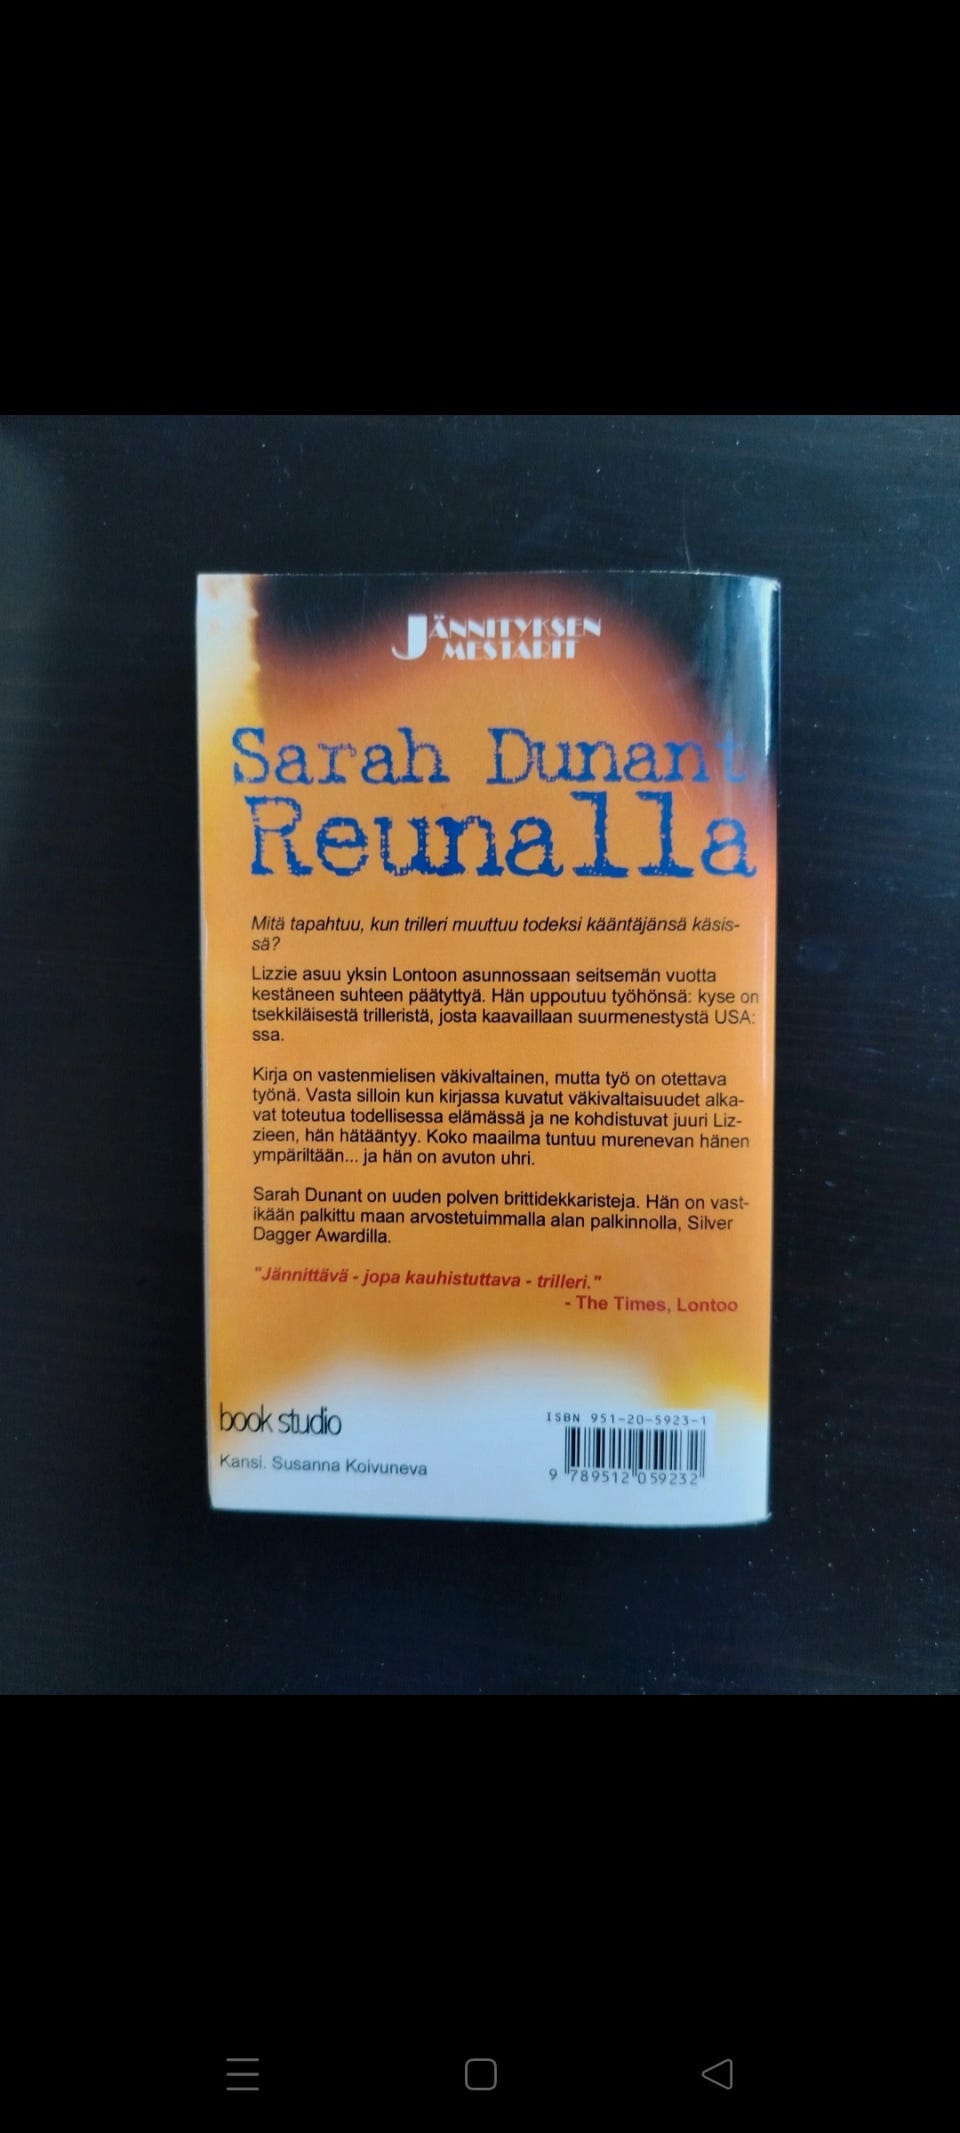 JÄNNITYKSEN
MESTARIT
Sarah Dunant
Reunalla
Mitä tapahtuu, kun trilleri muuttuu todeksi kääntäjänsä käsis-
sä?
Lizzie asuu yksin Lontoon asunnossaan seitsemän vuotta
kestäneen suhteen päätyttyä. Hän uppoutuu työhönsä: kyse on
tsekkiläisestä trilleristä, josta kaavaillaan suurmenestystä USA:
ssa.
Kirja on vastenmielisen väkivaltainen, mutta työ on otettava
työnä. Vasta silloin kun kirjassa kuvatut väkivaltaisuudet alka-
vat toteutua todellisessa elämässä ja ne kohdistuvat juuri Liz-
zieen, hän hätääntyy. Koko maailma tuntuu murenevan hänen
ympäriltään... ja hän on avuton uhri.
Sarah Dunant on uuden polven brittidekkaristeja. Hän on vast-
ikään palkittu maan arvostetuimmalla alan palkinnolla, Silver
Dagger Awardilla.
"Jännittävä - jopa kauhistuttava - trilleri."
- The Times, Lontoo
book studio
Kansi. Susanna Koivuneva
ISBN 951-20-5923-1
9 789512 059232